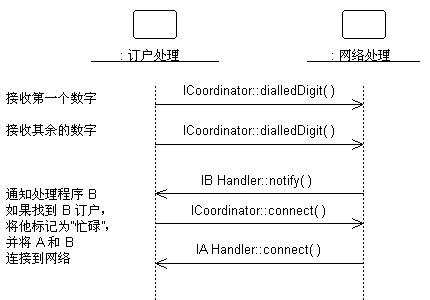 : 订户处理
: 网络处理
接收第一个数字
ICoordinator::dialledDigit( )
接收其余的数字
ICoordinator::dialledDigit( )
IB Handler::notify( )
通知处理程序 B
如果找到 B 订户，
将他标记为"忙碌"，
并将 A 和 B
连接到网络
ICoordinator::connect( )
IA Handler::connect( )